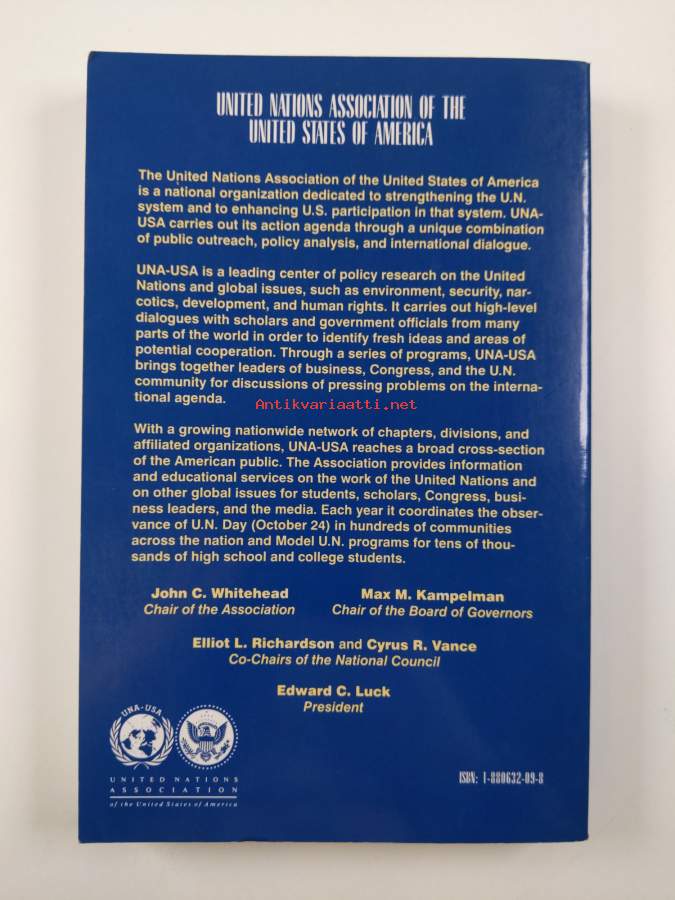 UNITED NATIONS ASSOCIATION OF THE
UNITED STATES OF AMERICA
The United Nations Association of the United States of America
is a national organization dedicated to strengthening the U.N.
system and to enhancing U.S. participation in that system. UNA-
USA carries out its action agenda through a unique combination
of public outreach, policy analysis, and international dialogue.
UNA-USA is a leading center of policy research on the United
Nations and global issues, such as environment, security, nar-
cotics, development, and human rights. It carries out high-level
dialogues with scholars and government officials from many
parts of the world in order to identify fresh ideas and areas of
potential cooperation. Through a series of programs, UNA-USA
brings together leaders of business, Congress, and the U.N.
community for discussions of pressing problems on the interna-
tional agenda.
Antikvariaatti.net
With a growing nationwide network of chapters, divisions, and
affiliated organizations, UNA-USA reaches a broad cross-section
of the American public. The Association provides information
and educational services on the work of the United Nations and
on other global issues for students, scholars, Congress, busi-
ness leaders, and the media. Each year it coordinates the obser-
vance of U.N. Day (October 24) in hundreds of communities
across the nation and Model U.N. programs for tens of thou-
sands of high school and college students.
John C. Whitehead
Chair of the Association
Max M. Kampelman
Chair of the Board of Governors
Elliot L. Richardson and Cyrus R. Vance
Co-Chairs of the National Council
Edward C. Luck
President
UNA-USA
UNITED NATIONS
ASSOCIATION
of the United States of America
ISBN: 1-880632-09-8